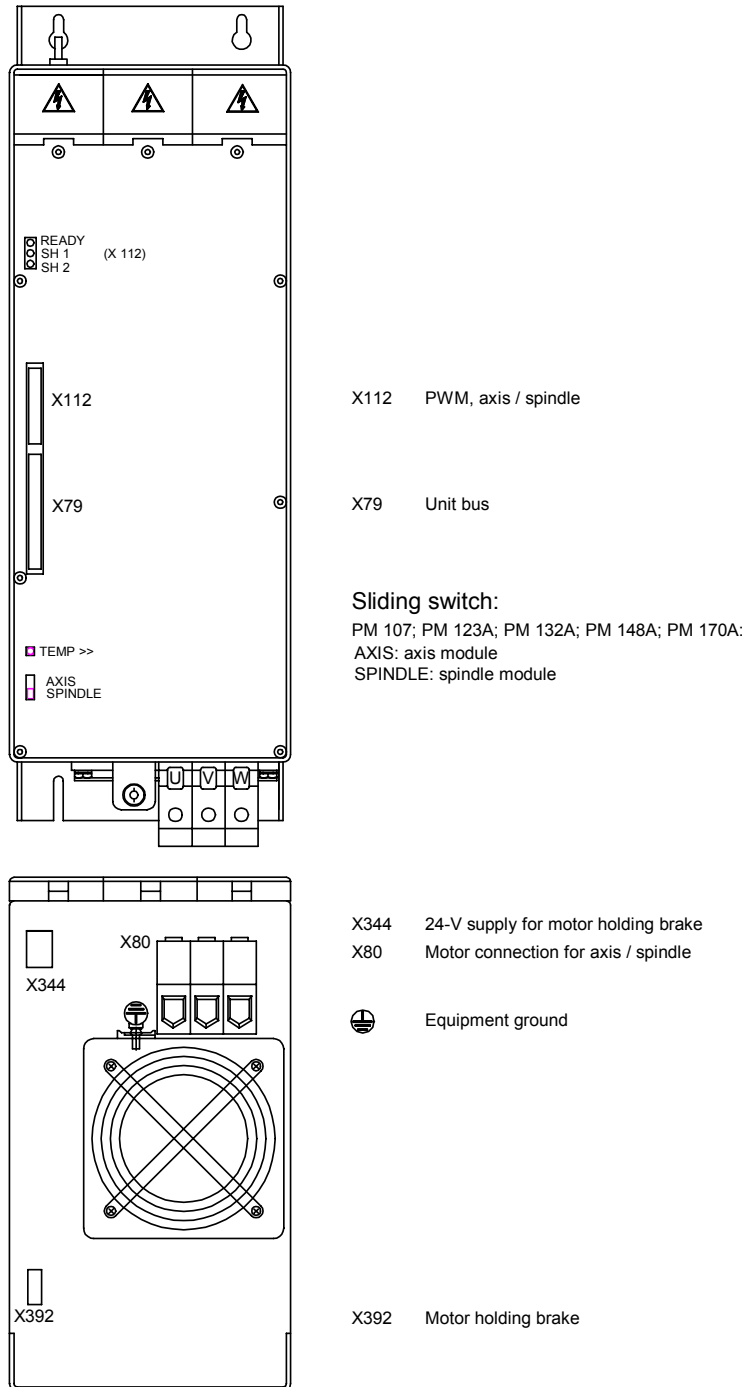 READY
SH 1 (X 112)
SH 2
X112
X112 PWM, axis / spindle
X79
X79 Unit bus
Sliding switch:
PM 107; PM 123A; PM 132A; PM 148A; PM 170A:
AXIS: axis module
SPINDLE: spindle module
TEMP >>
AXIS
SPINDLE
U V W
X344 24-V supply for motor holding brake
X80
X80 Motor connection for axis / spindle
X344
Equipment ground
X392
X392 Motor holding brake